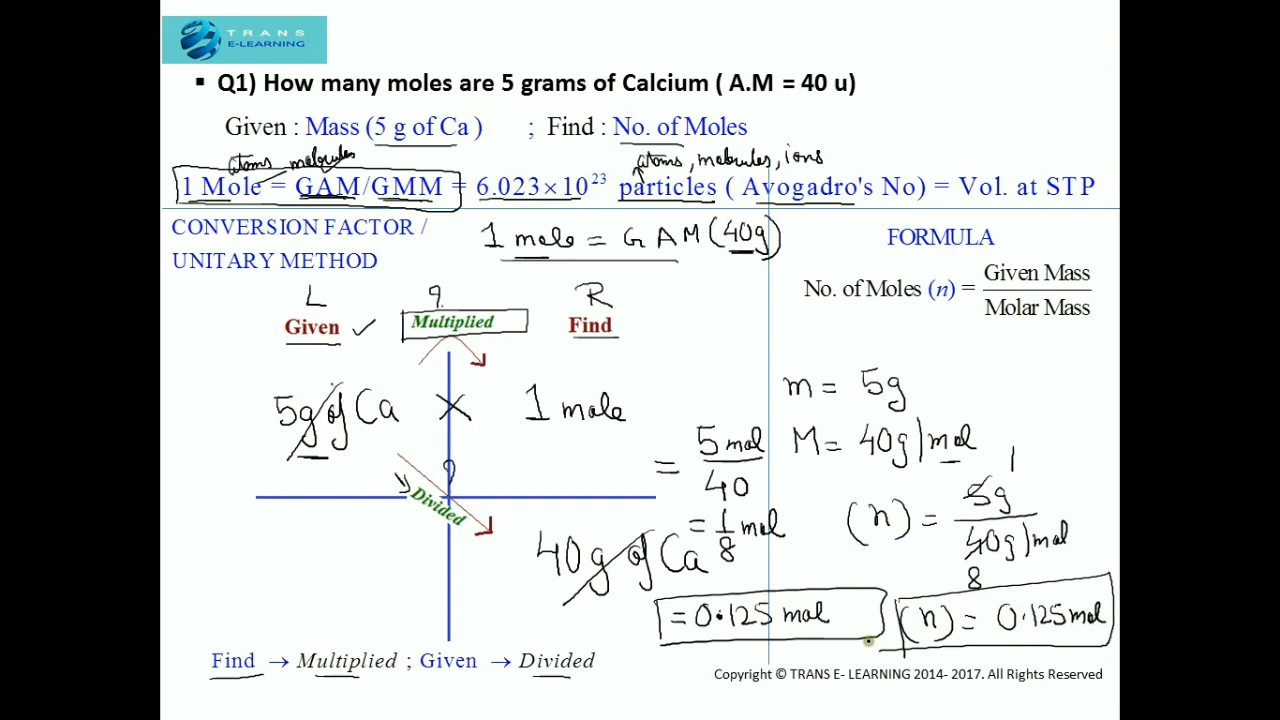 TRANS
E-LEARNING
▪ Q1) How many moles are 5 grams of Calcium ( A.M = 40 u)
Given : Mass (5 g of Ca ) ; Find : No. of Moles
atoms molecules atoms, molecules, ions
1 Mole = GAM/GMM = 6.023×10²³ particles ( Avogadro's No) = Vol. at STP
CONVERSION FACTOR /
UNITARY METHOD
1 mole = GAM (40g)
FORMULA
No. of Moles (n) = Given Mass
Molar Mass
L ? R
Given ✓ Multiplied Find
5g of Ca × 1 mole
?
Divided
40g of Ca
= 5 mol
40
= 1 mol
8
= 0.125 mol
m = 5g
M = 40g/mol
1
(n) = 5g
40g/mol
8
(n) = 0.125mol
Find → Multiplied ; Given → Divided
Copyright © TRANS E- LEARNING 2014- 2017. All Rights Reserved